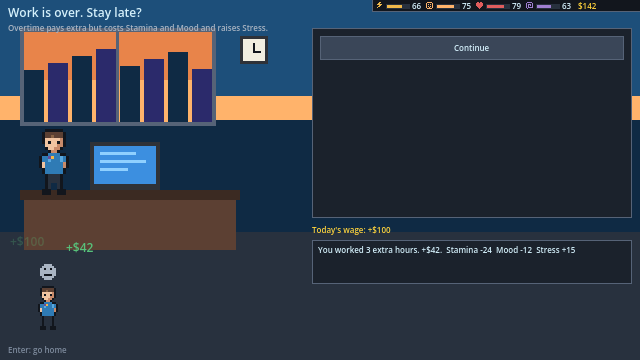 Work is over. Stay late?
66 75 79 63 $142
Overtime pays extra but costs Stamina and Mood and raises Stress.
Continue
Today's wage: +$100
+$100
+$42
You worked 3 extra hours. +$42. Stamina -24 Mood -12 Stress +15
Enter: go home